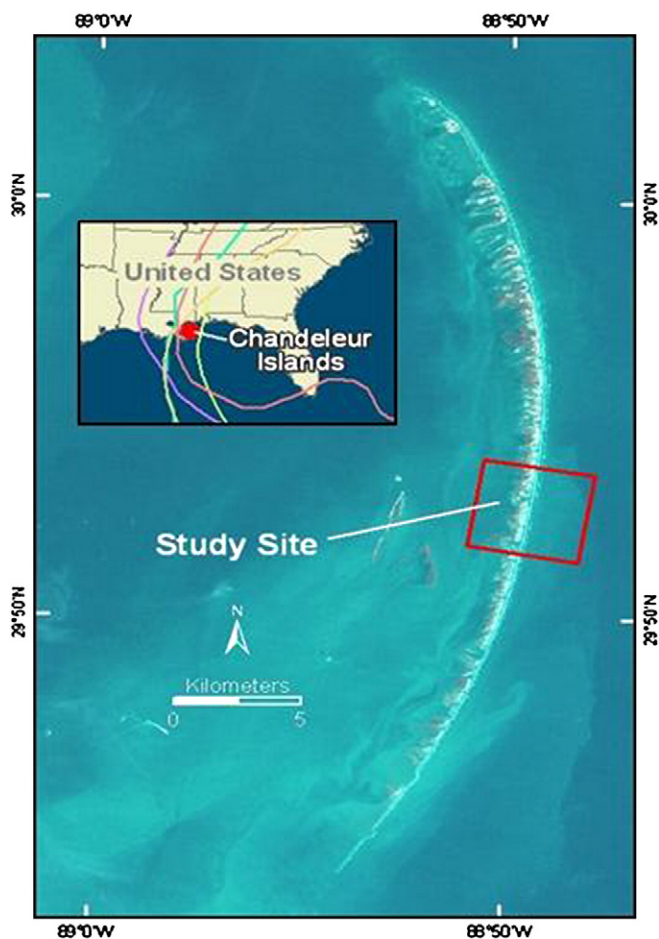 89°0'W
88°50'W
30°0'N
30°0'N
United States
Chandeleur
Islands
Study Site
29°50'N
29°50'N
N
Kilometers
0 5
89°0'W
88°50'W